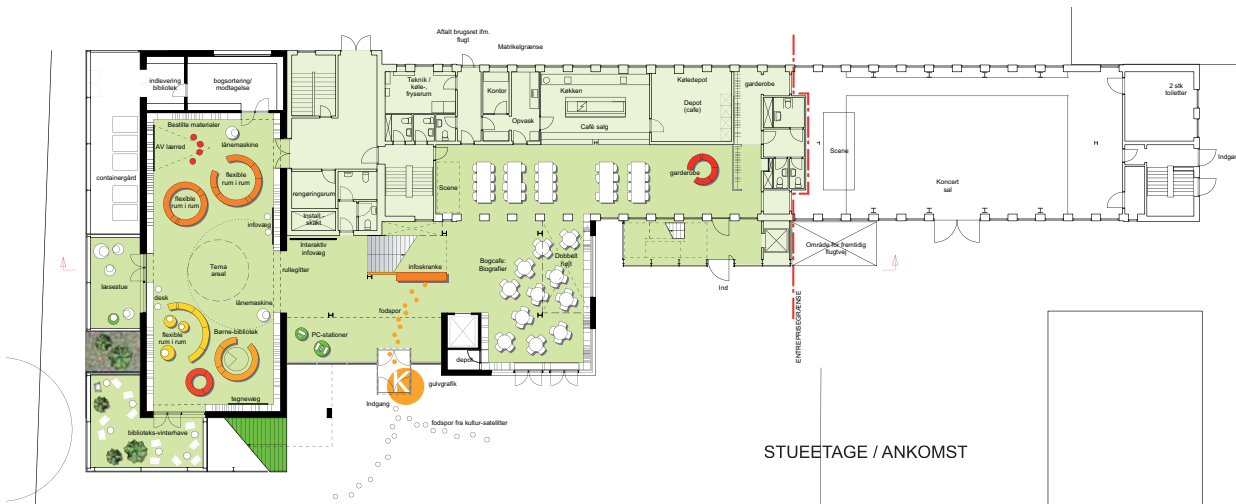 Aftalt brugsret ifm.
flugt
Matrikelgrænse
indlevering
bibliotek
bogsortering/
modtagelse
Teknik /
køle-,
fryserum
Kontor
Opvask
Køkken
Café salg
Køledepot
Depot
(cafe)
garderobe
2 stk
toiletter
Bestilte materialer
AV lærred
lånemaskine
flexible
rum i rum
flexible
rum i rum
containergård
rengøringsrum
Install.
skakt
Scene
garderobe
Scene
Koncert
sal
Indgan
infovæg
Interaktiv
infovæg
rullegitter
infoskranke
Bogcafe:
Biografier
Dobbelt
højt
Område for fremtidig
flugtvej
Ind
læsestue
Tema
areal
desk
lånemaskine
fodspor
ENTREPRISEGRÆNSE
flexible
rum i rum
Børne-bibliotek
PC-stationer
depot
K
gulvgrafik
Indgang
tegnevæg
fodspor fra kultur-satelitter
biblioteks-vinterhave
STUEETAGE / ANKOMST